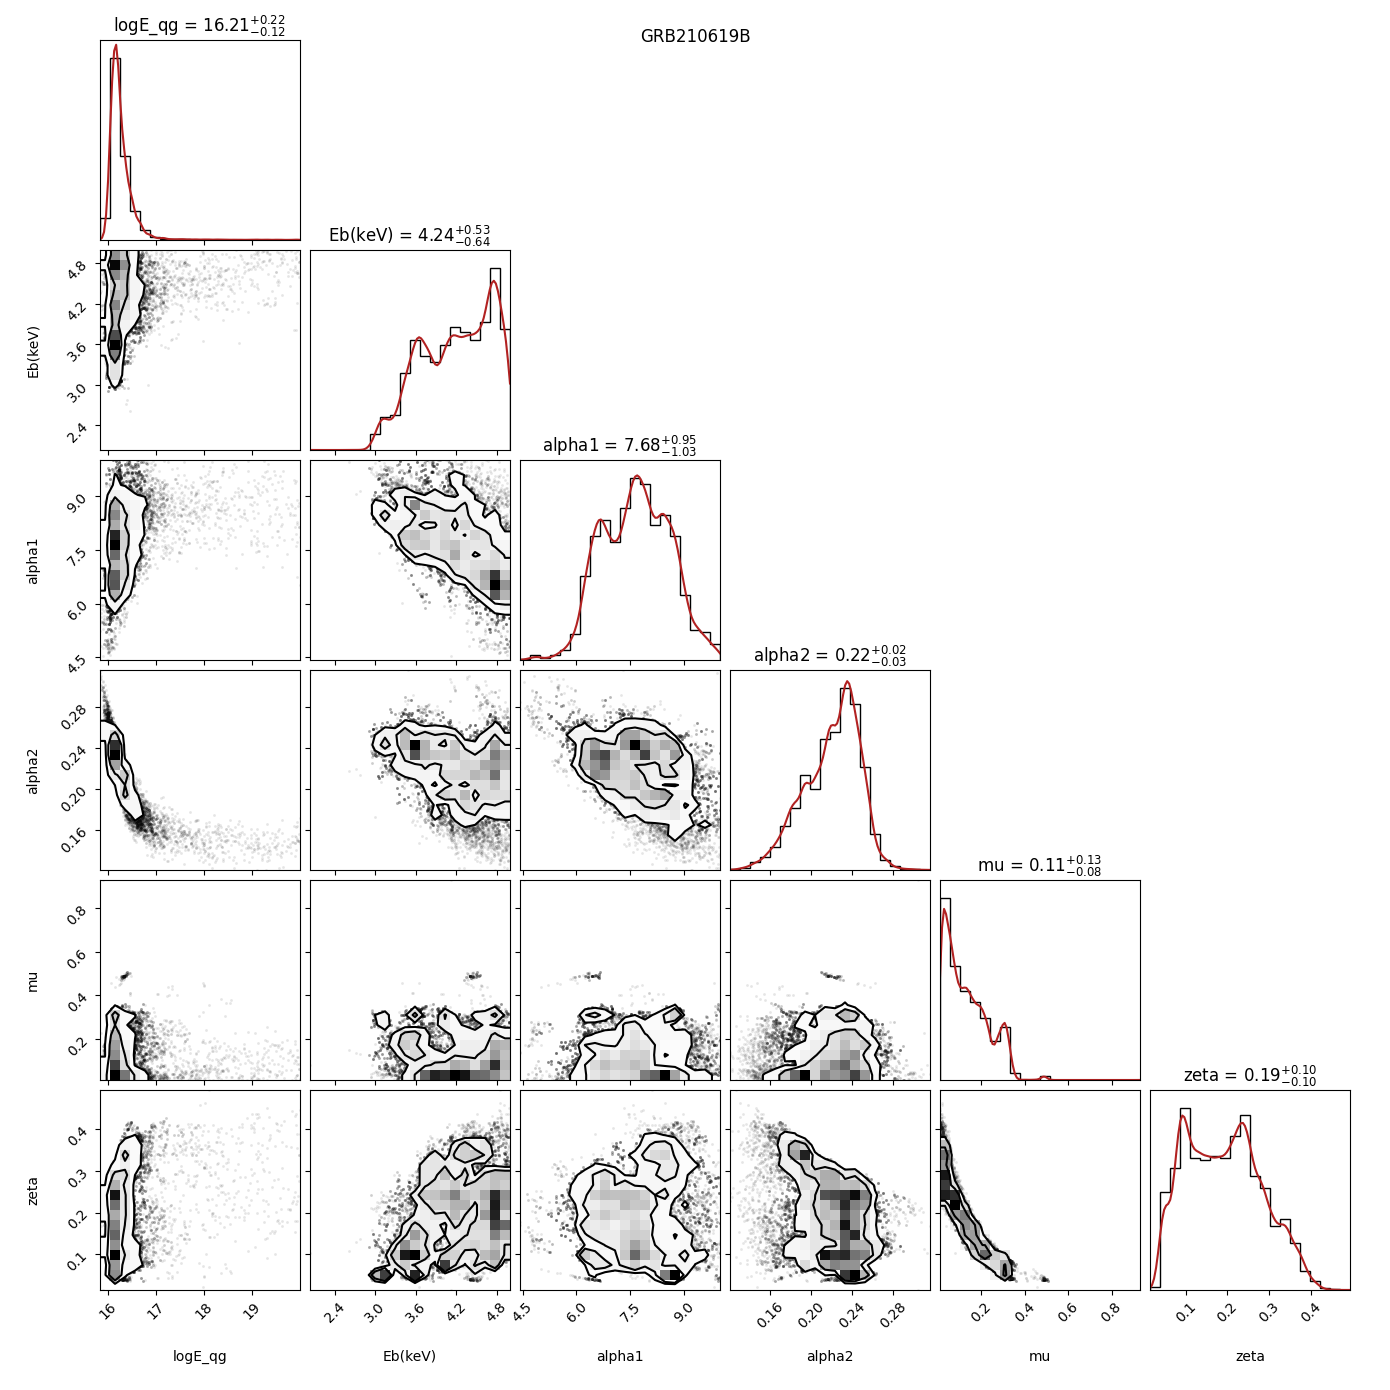 GRB210619B
logE_qg = 16.21+0.22 −0.12
Eb(keV) = 4.24+0.53 −0.64
4.8
4.2
3.6
3.0
2.4
Eb(keV)
alpha1 = 7.68+0.95 −1.03
9.0
7.5
6.0
4.5
alpha1
alpha2 = 0.22+0.02 −0.03
0.28
0.24
0.20
0.16
alpha2
mu = 0.11+0.13 −0.08
0.8
0.6
0.4
0.2
mu
zeta = 0.19+0.10 −0.10
0.4
0.3
0.2
0.1
zeta
16 17 18 19 2.4 3.0 3.6 4.2 4.8 4.5 6.0 7.5 9.0 0.16 0.20 0.24 0.28 0.2 0.4 0.6 0.8 0.1 0.2 0.3 0.4
logE_qg Eb(keV) alpha1 alpha2 mu zeta